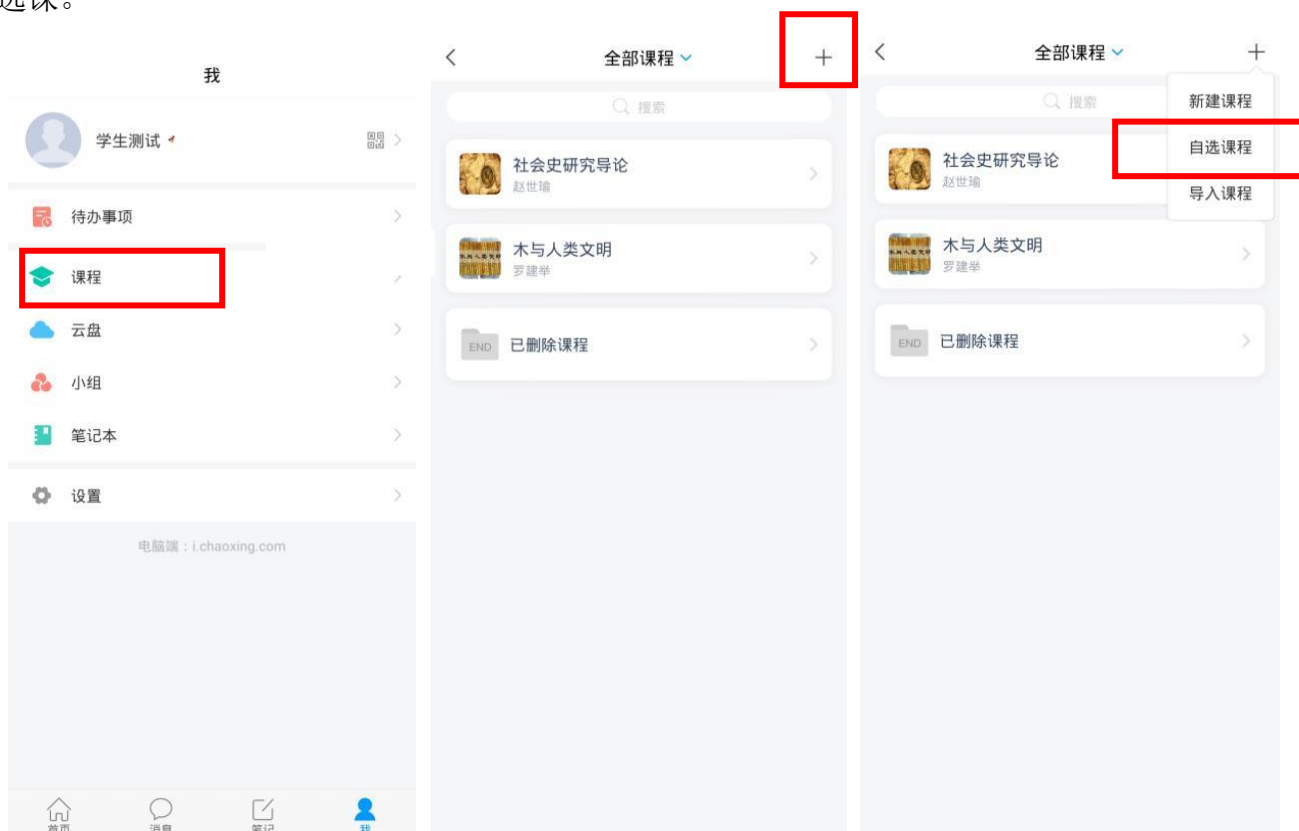 选课。
我
学生测试
待办事项
课程
云盘
小组
笔记本
设置
电脑端：i.chaoxing.com
首页
消息
笔记
我
全部课程
搜索
社会史研究导论
赵世瑜
木与人类文明
罗建举
END 已删除课程
全部课程
搜索
新建课程
自选课程
导入课程
社会史研究导论
赵世瑜
木与人类文明
罗建举
END 已删除课程